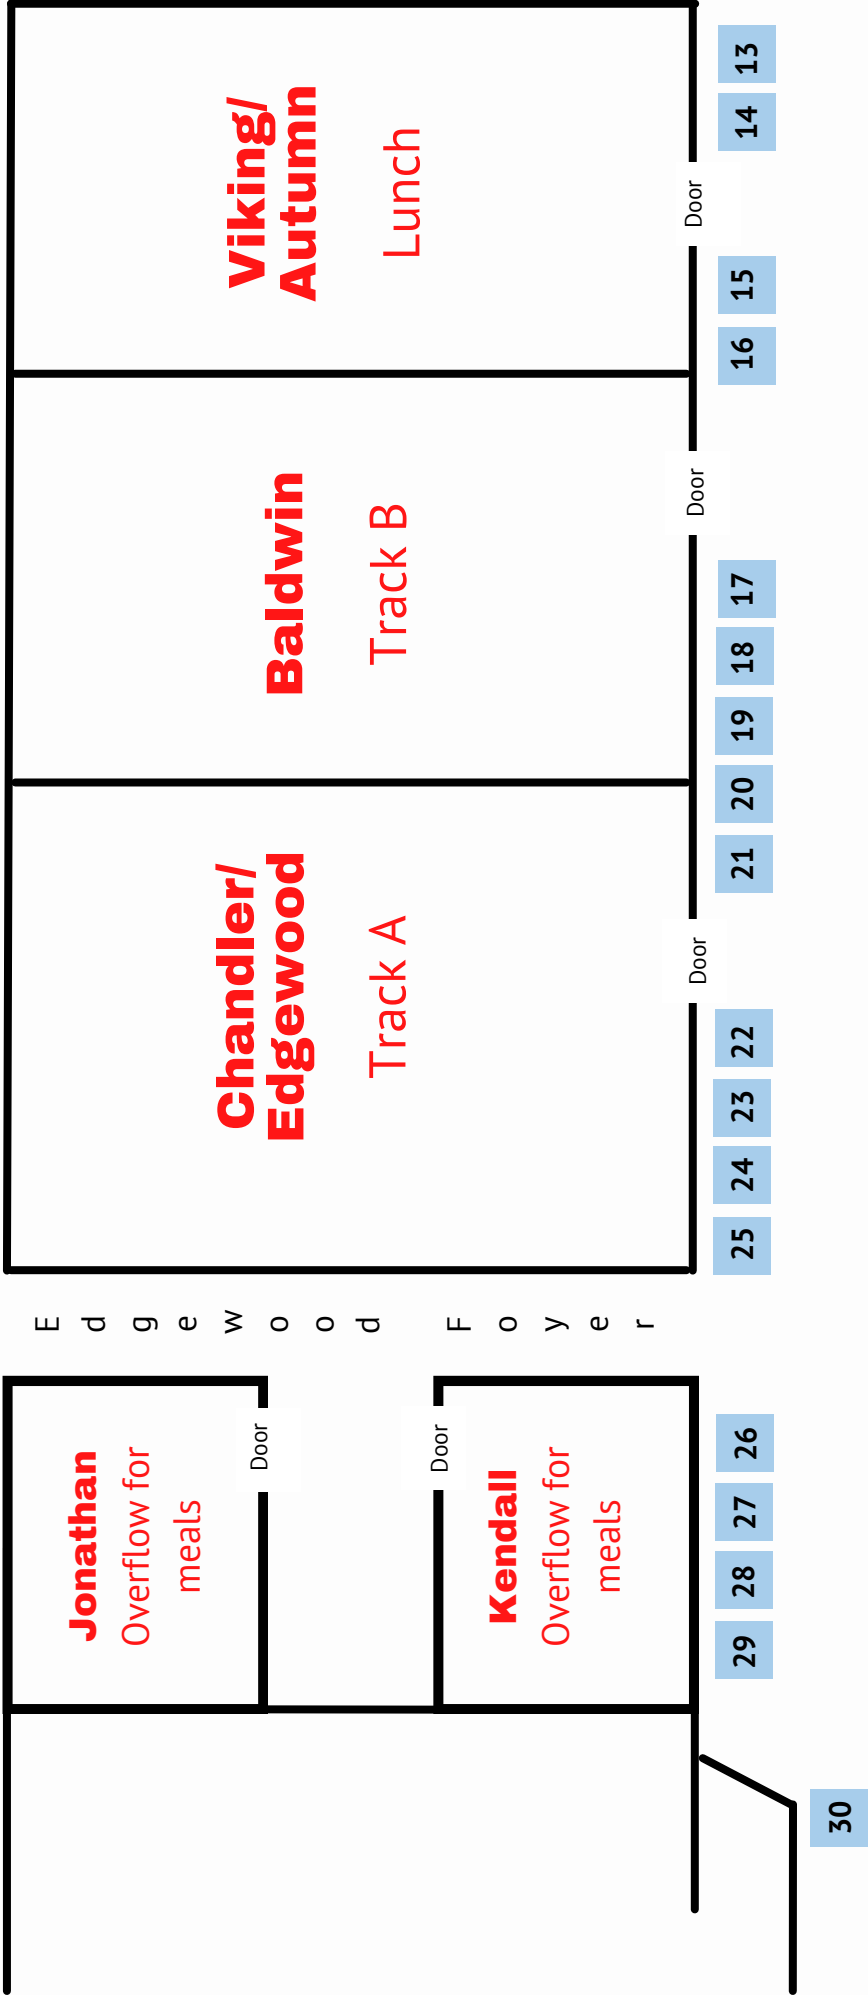 Viking/
Autumn
Lunch
Door
13
14
15
16
Baldwin
Track B
Door
17
18
19
20
21
Chandler/
Edgewood
Track A
Door
22
23
24
25
Edgewood Foyer
Jonathan
Overflow for
meals
Door
Door
Kendall
Overflow for
meals
26
27
28
29
30